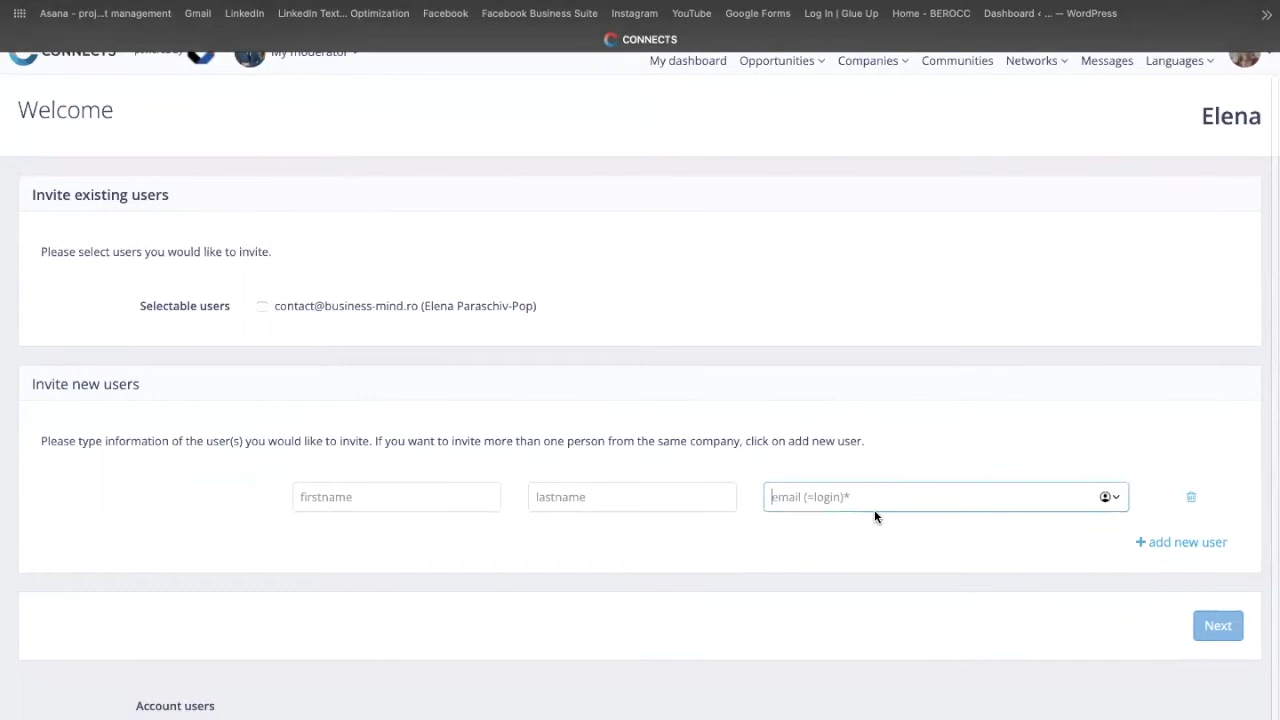 Asana - proj...t management Gmail LinkedIn LinkedIn Text... Optimization Facebook Facebook Business Suite Instagram YouTube Google Forms Log In | Glue Up Home - BEROCC Dashboard ‹ ... — WordPress
CONNECTS
CONNECTS powered by My moderator
My dashboard Opportunities Companies Communities Networks Messages Languages
Welcome
Elena
Invite existing users
Please select users you would like to invite.
Selectable users contact@business-mind.ro (Elena Paraschiv-Pop)
Invite new users
Please type information of the user(s) you would like to invite. If you want to invite more than one person from the same company, click on add new user.
firstname lastname email (=login)*
+ add new user
Next
Account users